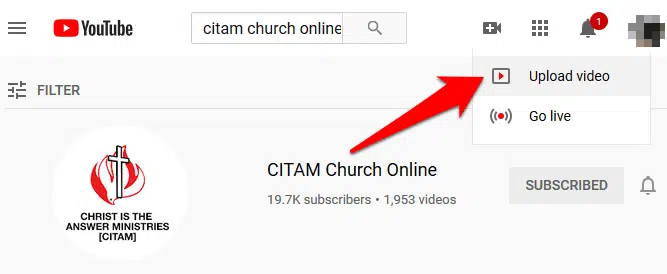 YouTube
citam church online
1
Upload video
Go live
FILTER
CITAM Church Online
19.7K subscribers • 1,953 videos
SUBSCRIBED
CHRIST IS THE
ANSWER MINISTRIES
[CITAM]